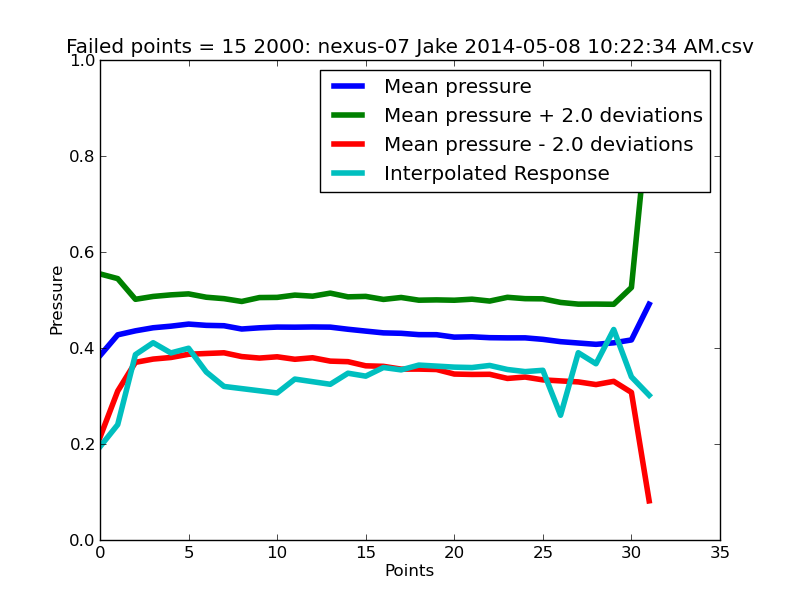 Failed points = 15 2000: nexus-07 Jake 2014-05-08 10:22:34 AM.csv
1.0
Mean pressure
Mean pressure + 2.0 deviations
Mean pressure - 2.0 deviations
Interpolated Response
0.8
0.6
Pressure
0.4
0.2
0.0
0 5 10 15 20 25 30 35
Points